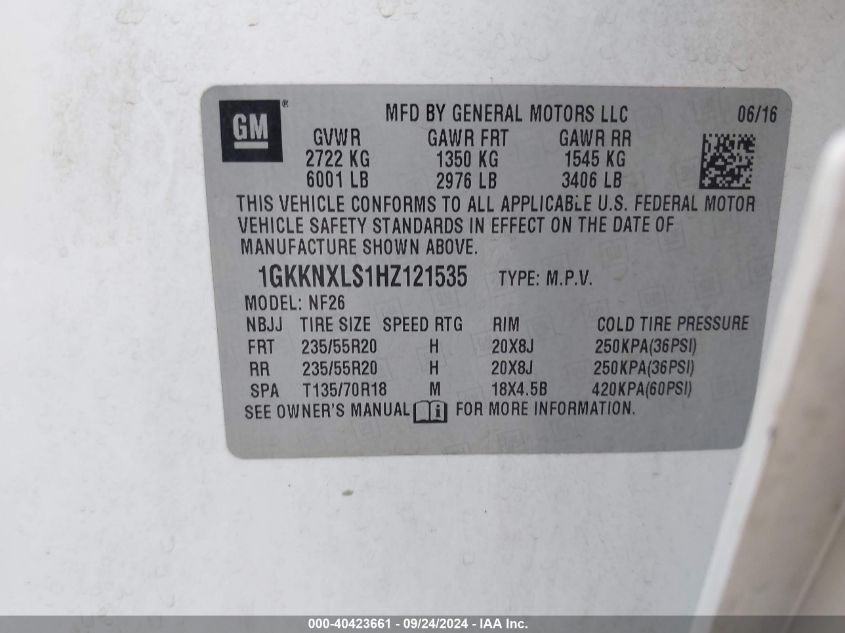 GM ®
MFD BY GENERAL MOTORS LLC 06/16
GVWR GAWR FRT GAWR RR
2722 KG 1350 KG 1545 KG
6001 LB 2976 LB 3406 LB
THIS VEHICLE CONFORMS TO ALL APPLICABLE U.S. FEDERAL MOTOR
VEHICLE SAFETY STANDARDS IN EFFECT ON THE DATE OF
MANUFACTURE SHOWN ABOVE.
1GKKNXLS1HZ121535 TYPE: M.P.V.
MODEL: NF26
NBJJ TIRE SIZE SPEED RTG RIM COLD TIRE PRESSURE
FRT 235/55R20 H 20X8J 250KPA(36PSI)
RR 235/55R20 H 20X8J 250KPA(36PSI)
SPA T135/70R18 M 18X4.5B 420KPA(60PSI)
SEE OWNER'S MANUAL FOR MORE INFORMATION.
000-40423661 - 09/24/2024 - IAA Inc.